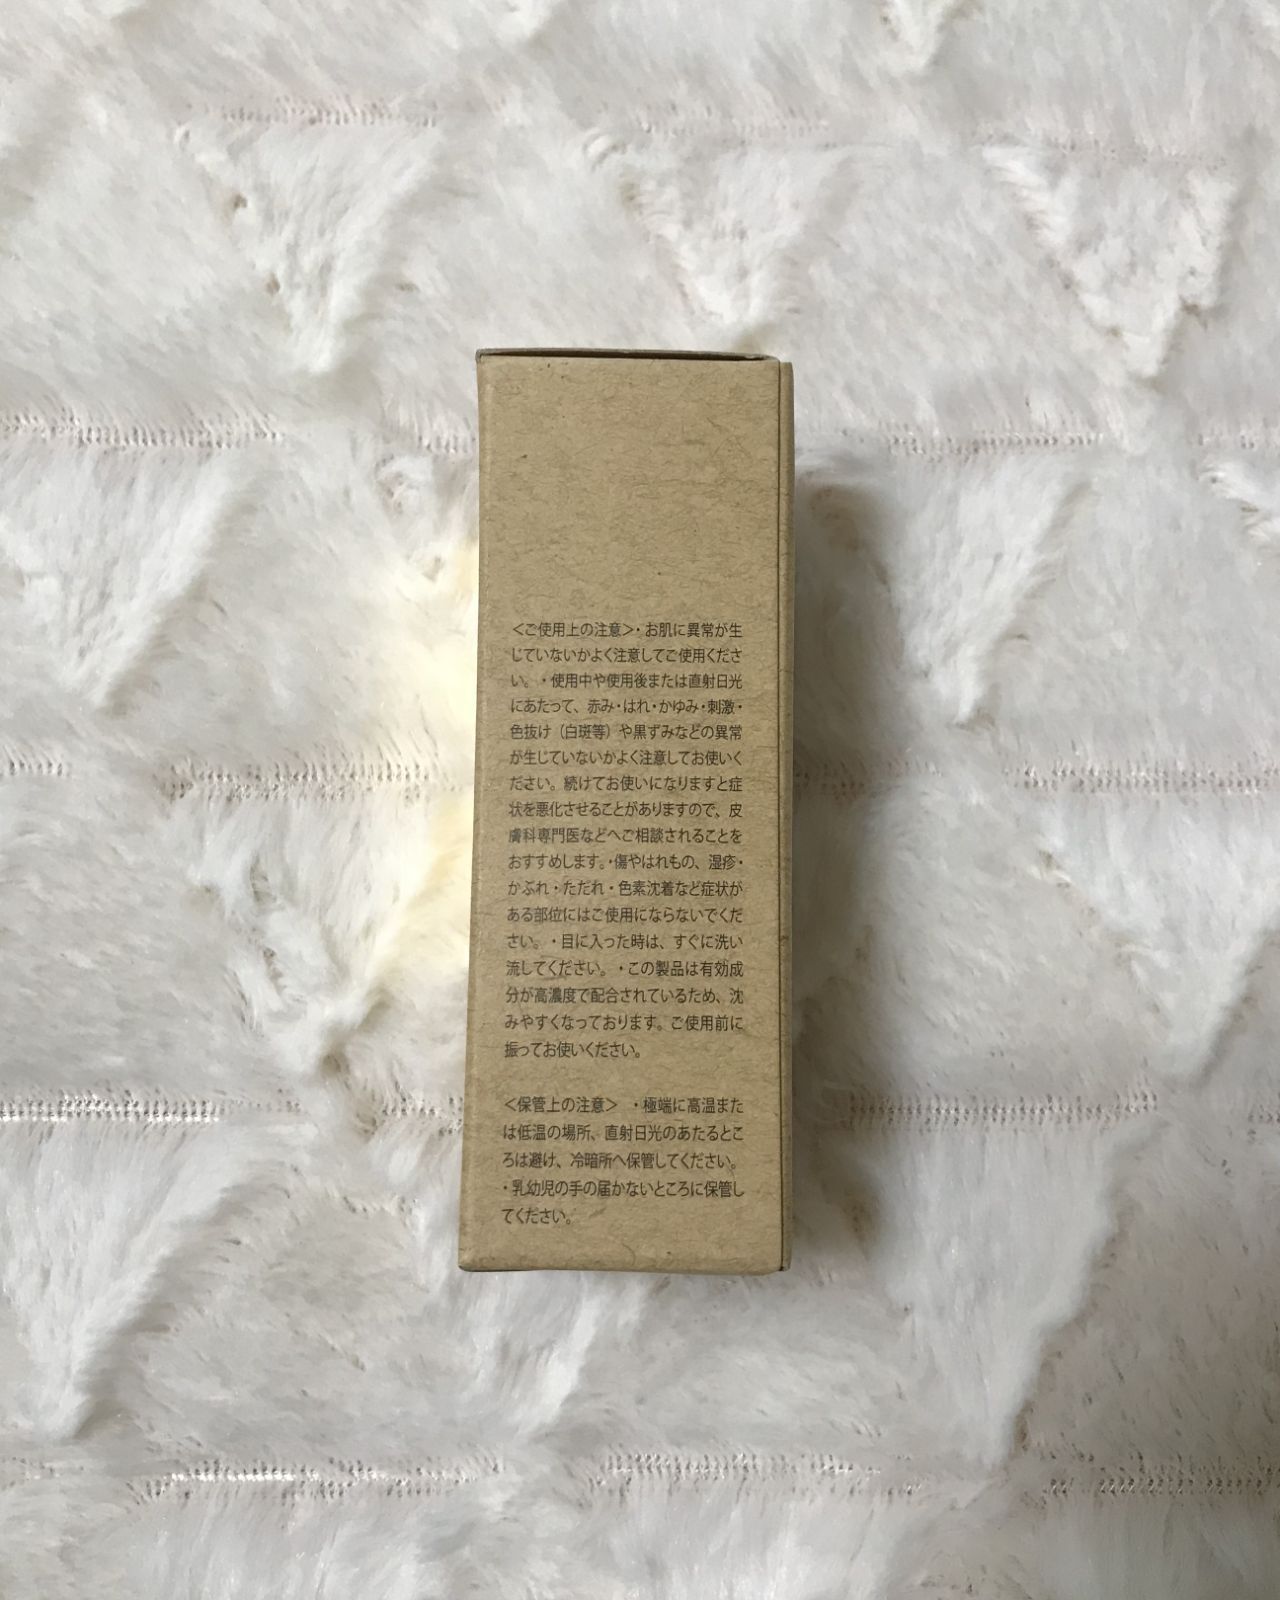 ＜ご使用上の注意＞・お肌に異常が生
じていないかよく注意してご使用くださ
い。・使用中や使用後または直射日光
にあたって、赤み・はれ・かゆみ・刺激・
色抜け（白斑等）や黒ずみなどの異常
が生じていないかよく注意してお使いく
ださい。続けてお使いになりますと症
状を悪化させることがありますので、皮
膚科専門医などへご相談されることを
おすすめします。・傷やはれもの、湿疹・
かぶれ・ただれ・色素沈着など症状が
ある部位にはご使用にならないでくだ
さい。・目に入った時は、すぐに洗い
流してください。・この製品は有効成
分が高濃度で配合されているため、沈
みやすくなっております。ご使用前に
振ってお使いください。
＜保管上の注意＞ ・極端に高温また
は低温の場所、直射日光のあたるとこ
ろは避け、冷暗所へ保管してください。
・乳幼児の手の届かないところに保管し
てください。